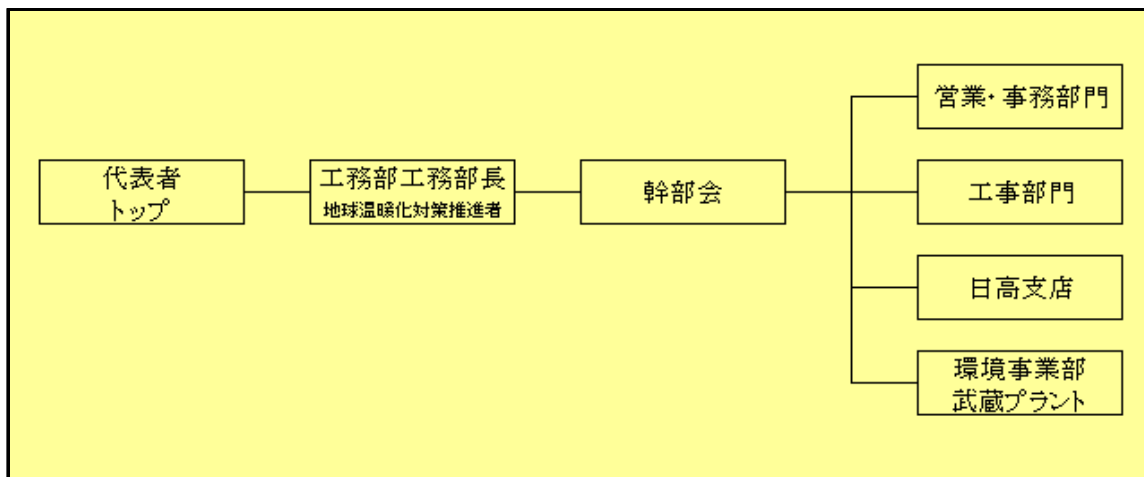 代表者
トップ
工務部工務部長
地球温暖化対策推進者
幹部会
営業・事務部門
工事部門
日高支店
環境事業部
武蔵プラント